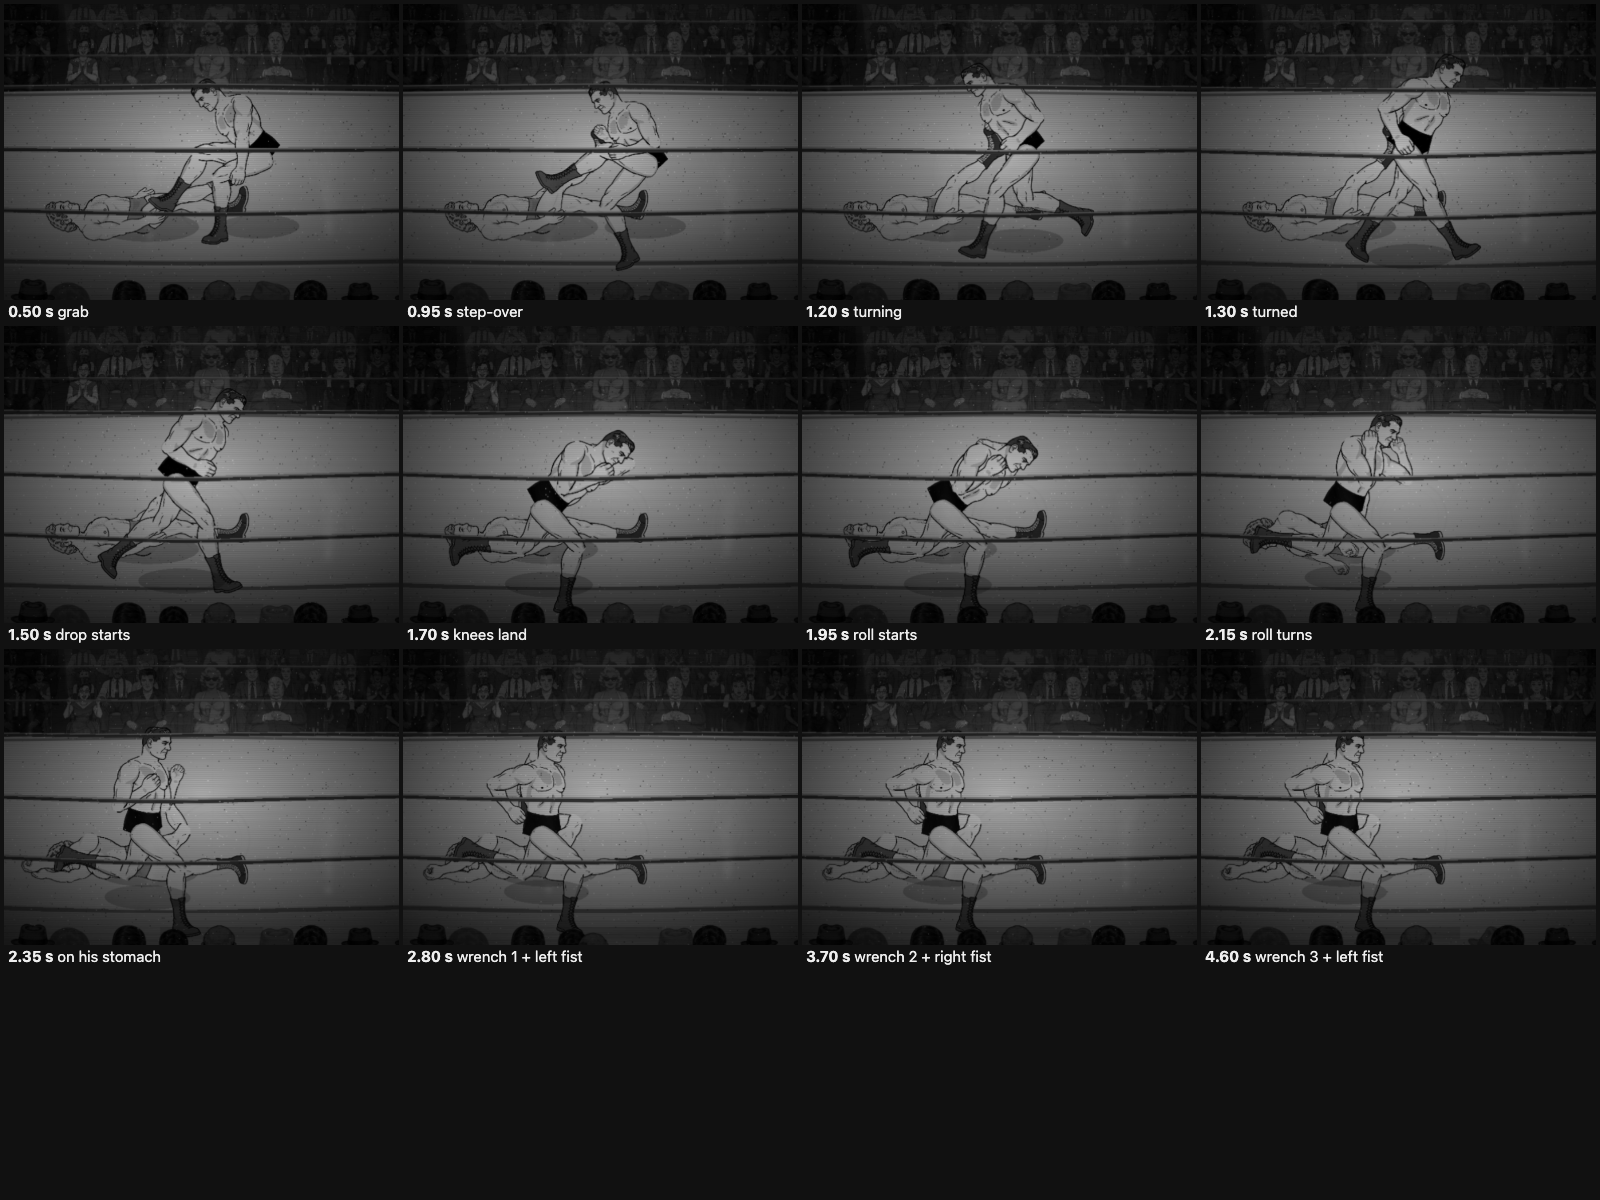 0.50 s grab
0.95 s step-over
1.20 s turning
1.30 s turned
1.50 s drop starts
1.70 s knees land
1.95 s roll starts
2.15 s roll turns
2.35 s on his stomach
2.80 s wrench 1 + left fist
3.70 s wrench 2 + right fist
4.60 s wrench 3 + left fist